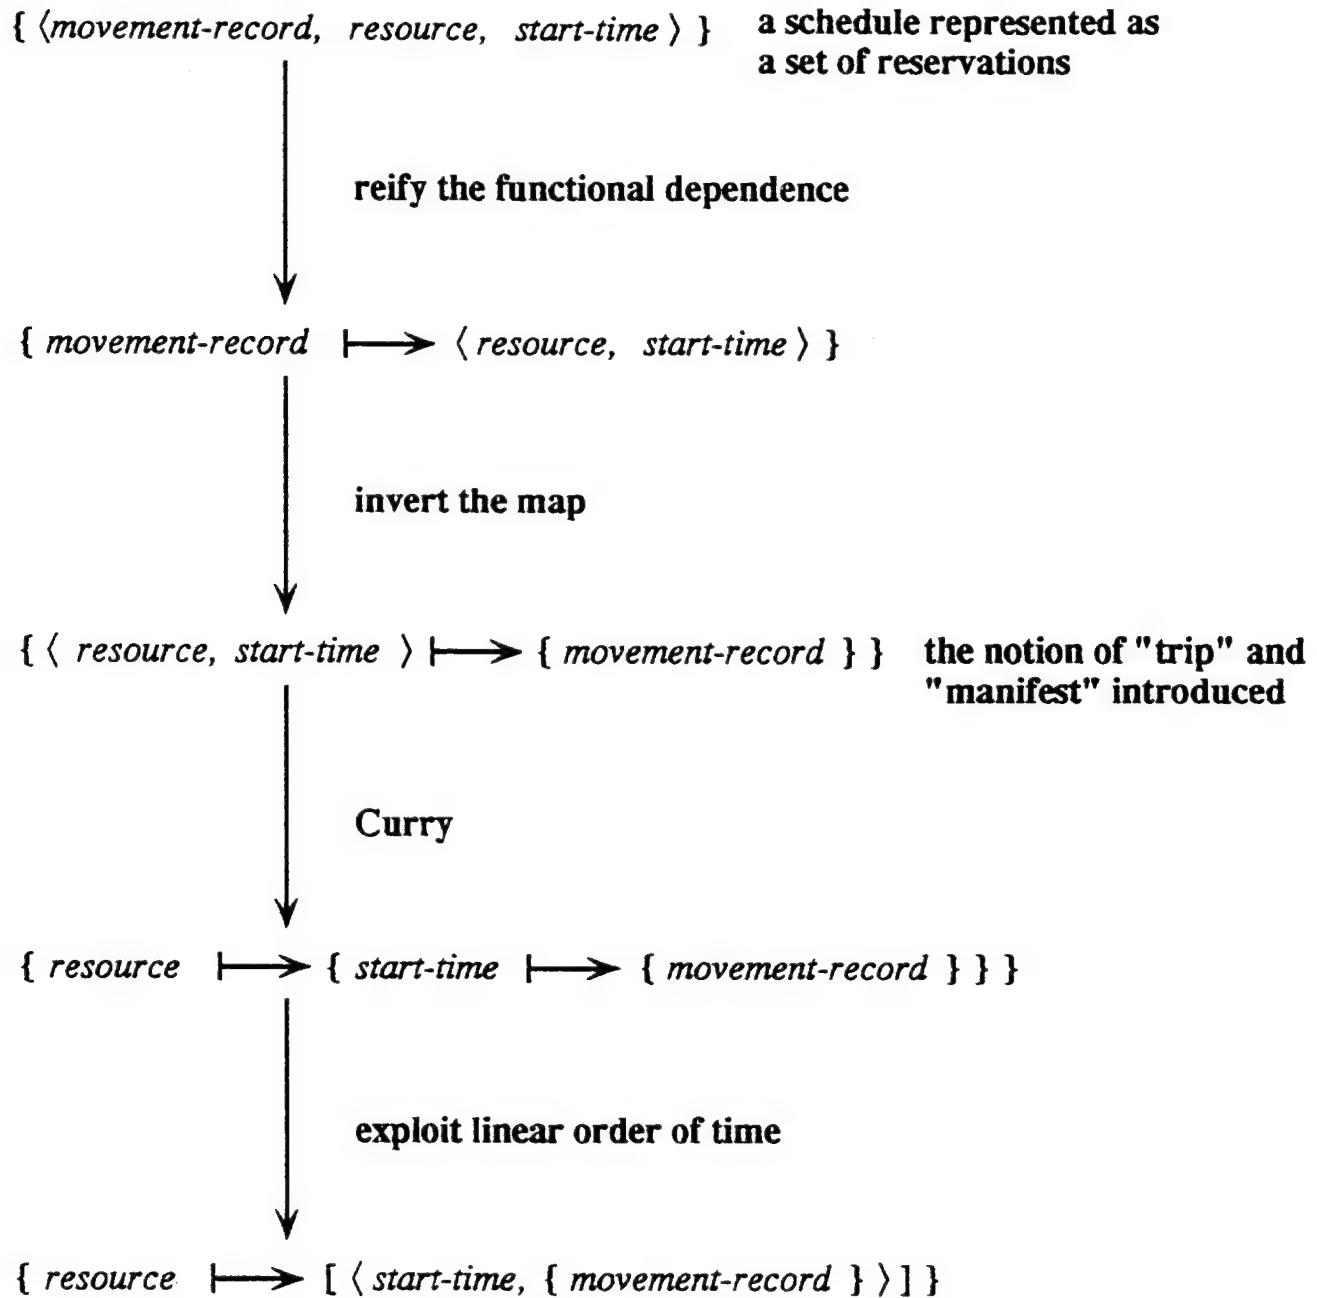 { ⟨movement-record, resource, start-time ⟩ } a schedule represented as
a set of reservations
reify the functional dependence
{ movement-record ⟼ ⟨ resource, start-time ⟩ }
invert the map
{ ⟨ resource, start-time ⟩ ⟼ { movement-record } } the notion of "trip" and
"manifest" introduced
Curry
{ resource ⟼ { start-time ⟼ { movement-record } } }
exploit linear order of time
{ resource ⟼ [ ⟨ start-time, { movement-record } ⟩ ] }